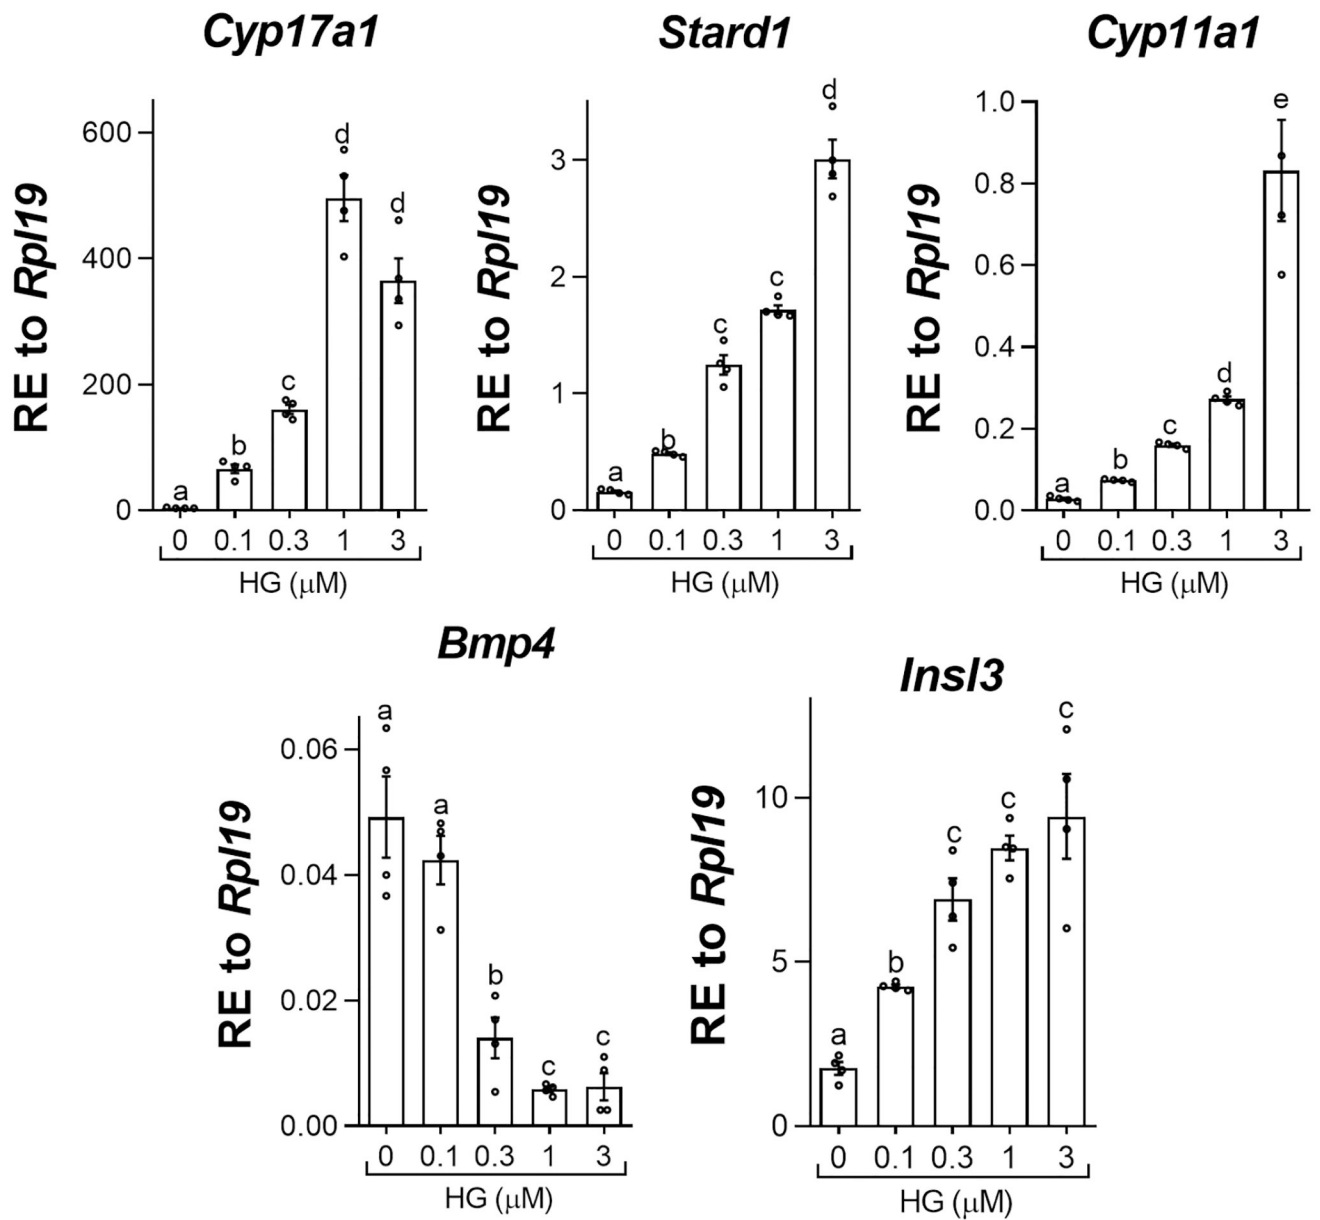 Cyp17a1
RE to Rpl19
600
400
200
0
a
b
c
d
d
0 0.1 0.3 1 3
HG (μM)
Stard1
RE to Rpl19
3
2
1
0
a
b
c
c
d
0 0.1 0.3 1 3
HG (μM)
Cyp11a1
RE to Rpl19
1.0
0.8
0.6
0.4
0.2
0.0
a
b
c
d
e
0 0.1 0.3 1 3
HG (μM)
Bmp4
RE to Rpl19
0.06
0.04
0.02
0.00
a
a
b
c
c
0 0.1 0.3 1 3
HG (μM)
Insl3
RE to Rpl19
10
5
0
a
b
c
c
c
0 0.1 0.3 1 3
HG (μM)